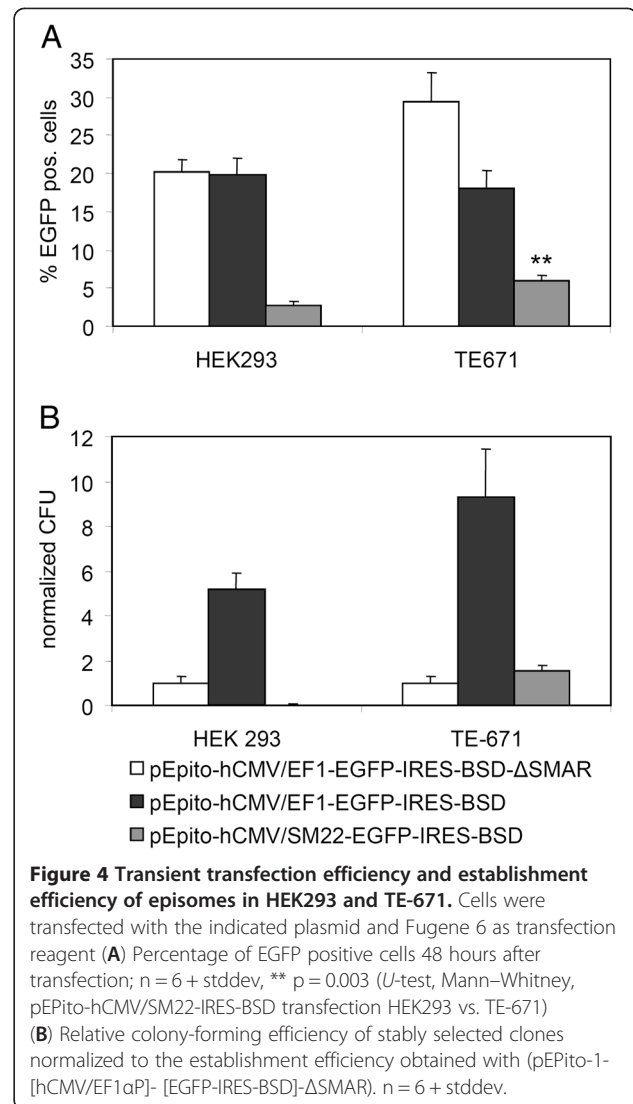 A
35
30
25
20
15
10
5
0
% EGFP pos. cells
**
HEK293 TE671
B
12
10
8
6
4
2
0
normalized CFU
HEK 293 TE-671
pEpito-hCMV/EF1-EGFP-IRES-BSD-ΔSMAR
pEpito-hCMV/EF1-EGFP-IRES-BSD
pEpito-hCMV/SM22-EGFP-IRES-BSD
Figure 4 Transient transfection efficiency and establishment
efficiency of episomes in HEK293 and TE-671. Cells were
transfected with the indicated plasmid and Fugene 6 as transfection
reagent (A) Percentage of EGFP positive cells 48 hours after
transfection; n = 6 + stddev, ** p = 0.003 (U-test, Mann–Whitney,
pEPito-hCMV/SM22-IRES-BSD transfection HEK293 vs. TE-671)
(B) Relative colony-forming efficiency of stably selected clones
normalized to the establishment efficiency obtained with (pEPito-1-
[hCMV/EF1αP]- [EGFP-IRES-BSD]-ΔSMAR). n = 6 + stddev.